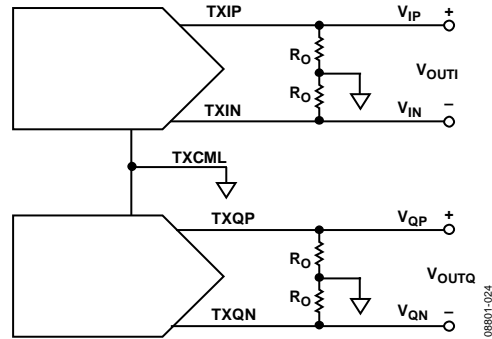 TXIP
VIP
+
RO
VOUTI
RO
TXIN
VIN
–
TXCML
TXQP
VQP
+
RO
VOUTQ
RO
TXQN
VQN
–
08801-024